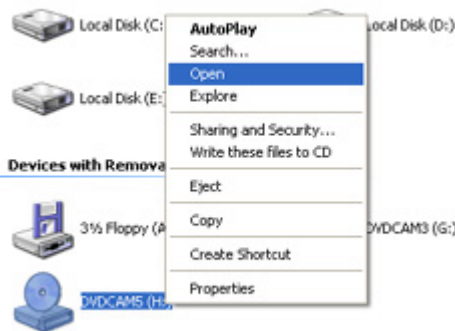 Local Disk (C:
Local Disk (D:)
Local Disk (E:)
Devices with Remova
3½ Floppy (A
DVDCAM3 (G:)
DVDCAM5 (H:)
AutoPlay
Search...
Open
Explore
Sharing and Security...
Write these files to CD
Eject
Copy
Create Shortcut
Properties